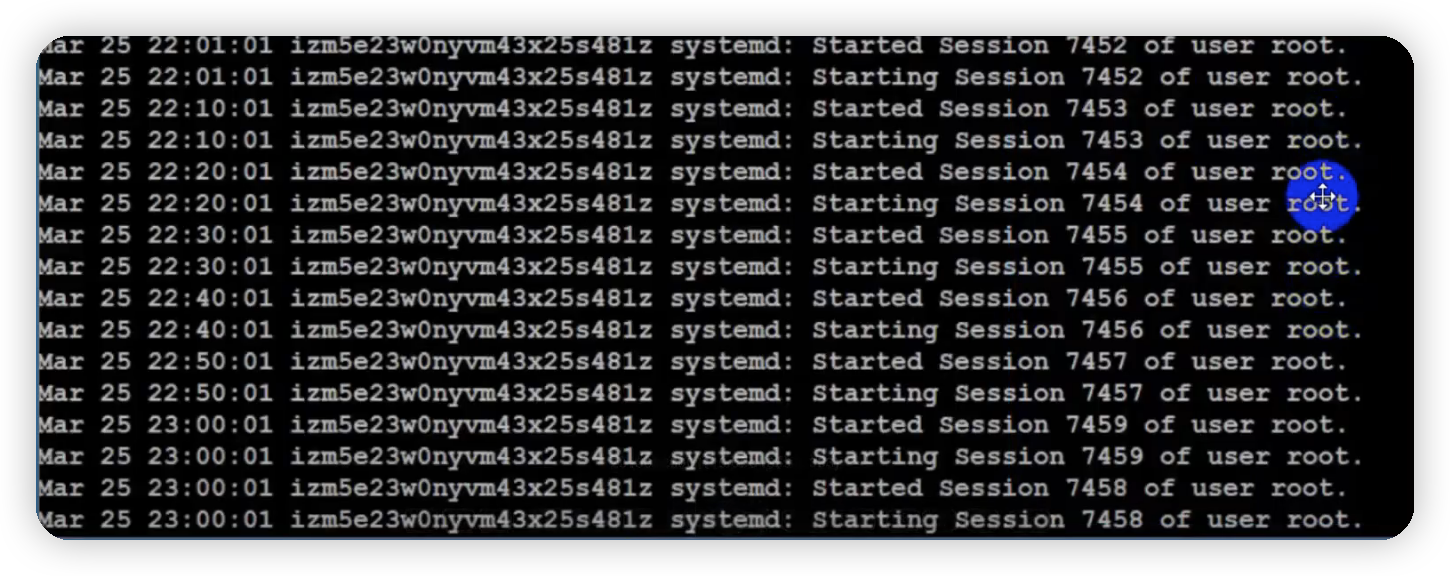 Mar 25 22:01:01 izm5e23w0nyvm43x25s481z systemd: Started Session 7452 of user root.
Mar 25 22:01:01 izm5e23w0nyvm43x25s481z systemd: Starting Session 7452 of user root.
Mar 25 22:10:01 izm5e23w0nyvm43x25s481z systemd: Started Session 7453 of user root.
Mar 25 22:10:01 izm5e23w0nyvm43x25s481z systemd: Starting Session 7453 of user root.
Mar 25 22:20:01 izm5e23w0nyvm43x25s481z systemd: Started Session 7454 of user root.
Mar 25 22:20:01 izm5e23w0nyvm43x25s481z systemd: Starting Session 7454 of user root.
Mar 25 22:30:01 izm5e23w0nyvm43x25s481z systemd: Started Session 7455 of user root.
Mar 25 22:30:01 izm5e23w0nyvm43x25s481z systemd: Starting Session 7455 of user root.
Mar 25 22:40:01 izm5e23w0nyvm43x25s481z systemd: Started Session 7456 of user root.
Mar 25 22:40:01 izm5e23w0nyvm43x25s481z systemd: Starting Session 7456 of user root.
Mar 25 22:50:01 izm5e23w0nyvm43x25s481z systemd: Started Session 7457 of user root.
Mar 25 22:50:01 izm5e23w0nyvm43x25s481z systemd: Starting Session 7457 of user root.
Mar 25 23:00:01 izm5e23w0nyvm43x25s481z systemd: Started Session 7459 of user root.
Mar 25 23:00:01 izm5e23w0nyvm43x25s481z systemd: Starting Session 7459 of user root.
Mar 25 23:00:01 izm5e23w0nyvm43x25s481z systemd: Started Session 7458 of user root.
Mar 25 23:00:01 izm5e23w0nyvm43x25s481z systemd: Starting Session 7458 of user root.